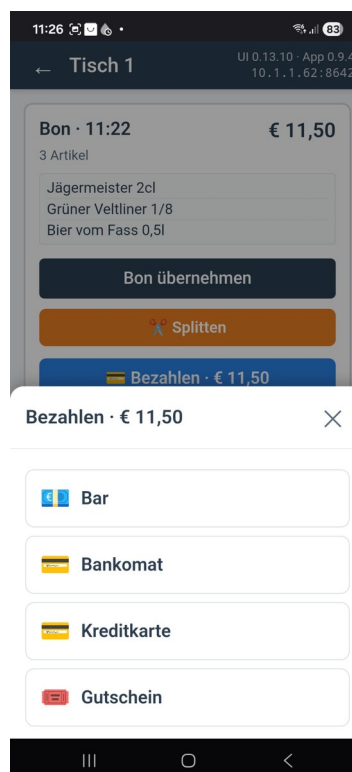 11:26
83
← Tisch 1
UI 0.13.10 · App 0.9.4
10.1.1.62:8642
Bon · 11:22
€ 11,50
3 Artikel
Jägermeister 2cl
Grüner Veltliner 1/8
Bier vom Fass 0,5l
Bon übernehmen
Splitten
Bezahlen · € 11,50
Bezahlen · € 11,50
Bar
Bankomat
Kreditkarte
Gutschein